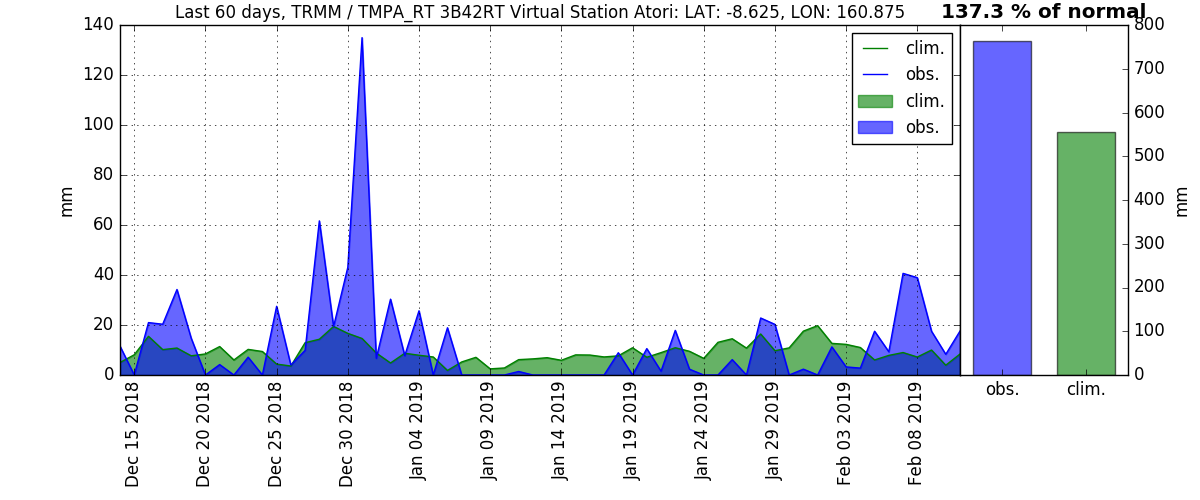 Last 60 days, TRMM / TMPA_RT 3B42RT Virtual Station Atori: LAT: -8.625, LON: 160.875
137.3 % of normal
140
120
100
80
60
40
20
0
mm
Dec 15 2018
Dec 20 2018
Dec 25 2018
Dec 30 2018
Jan 04 2019
Jan 09 2019
Jan 14 2019
Jan 19 2019
Jan 24 2019
Jan 29 2019
Feb 03 2019
Feb 08 2019
clim.
obs.
clim.
obs.
800
700
600
500
400
300
200
100
0
mm
obs.
clim.